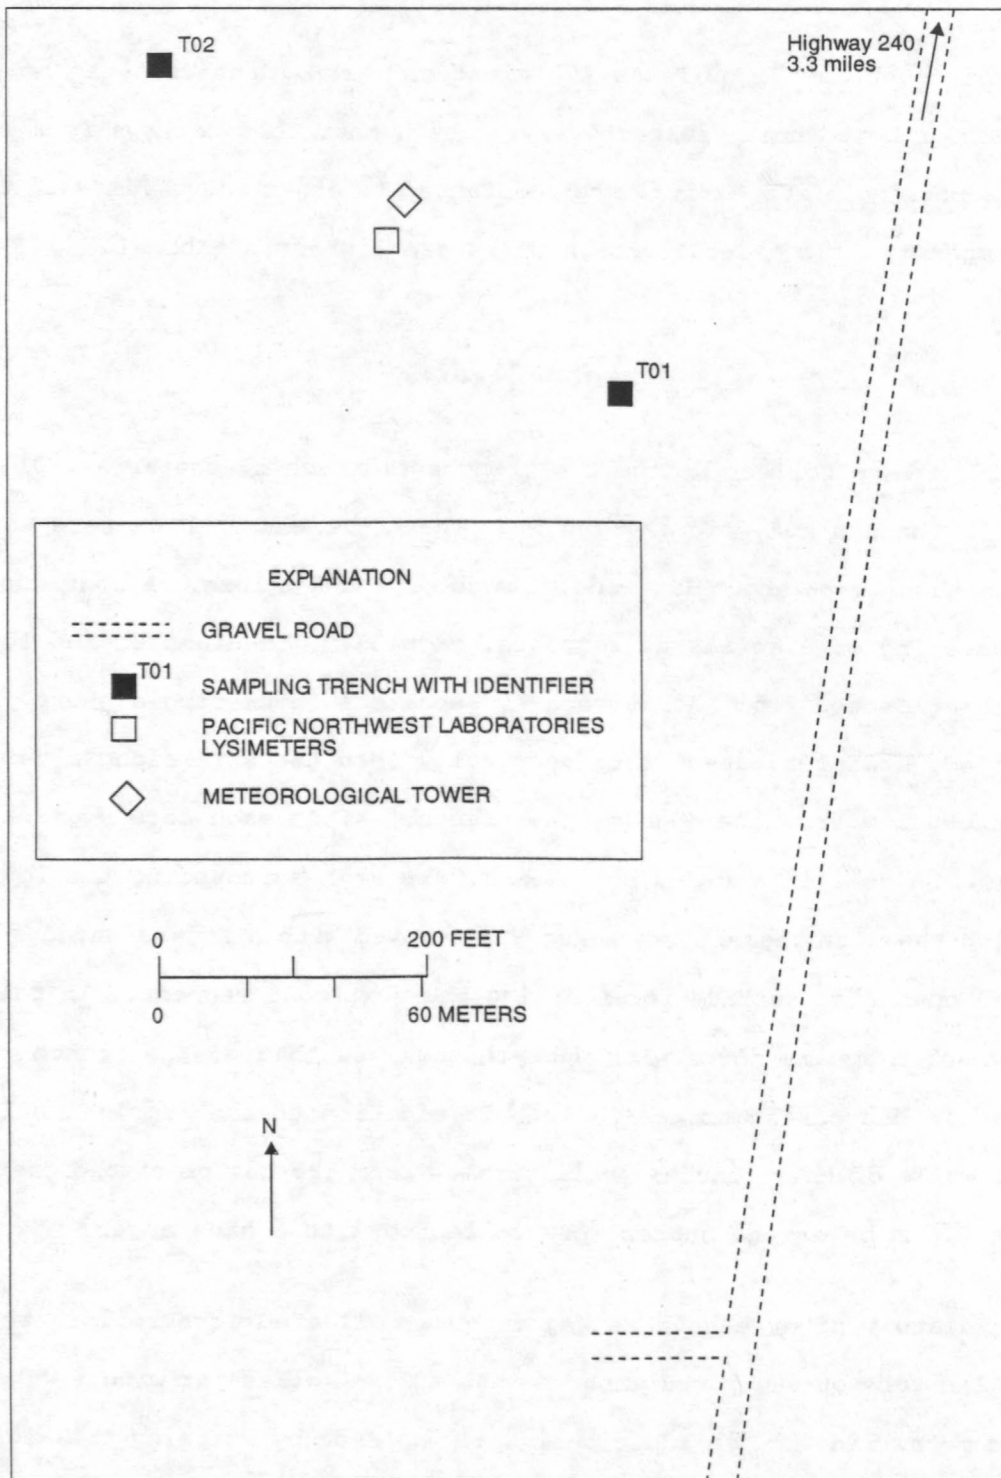 T02
Highway 240
3.3 miles
T01
EXPLANATION
GRAVEL ROAD
T01
SAMPLING TRENCH WITH IDENTIFIER
PACIFIC NORTHWEST LABORATORIES
LYSIMETERS
METEOROLOGICAL TOWER
0 200 FEET
0 60 METERS
N